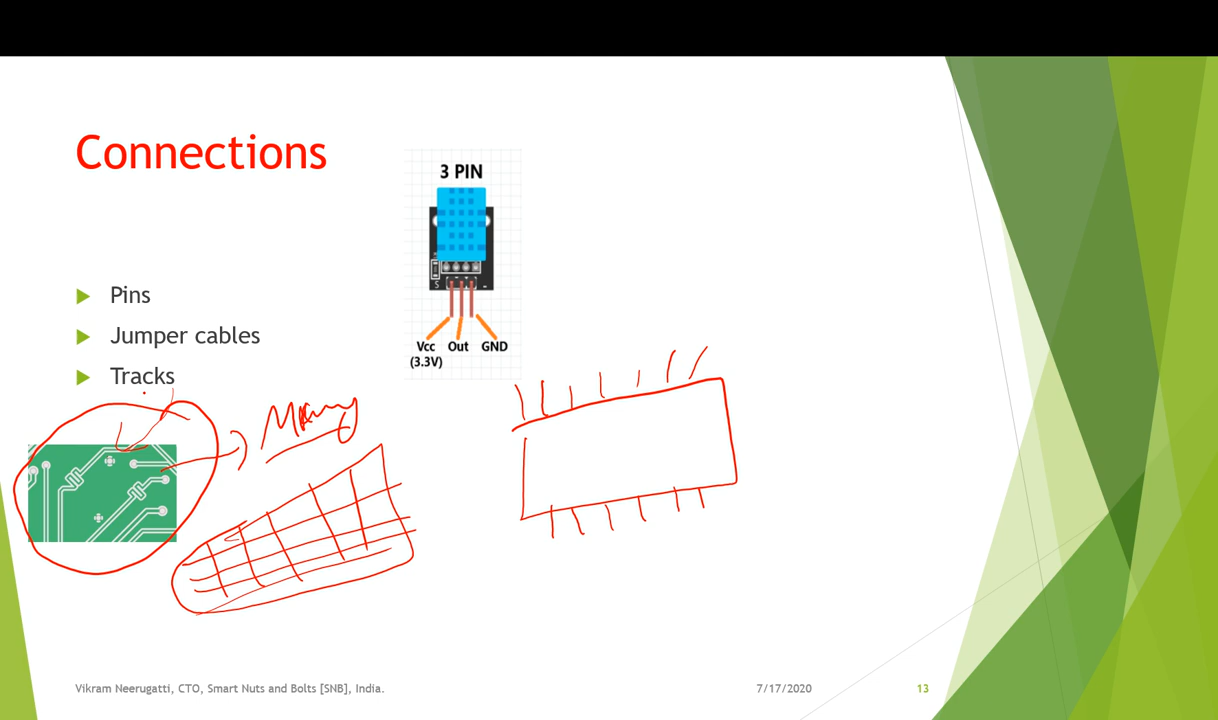 Connections
3 PIN
Vcc Out GND
(3.3V)
Pins
Jumper cables
Tracks
Vikram Neerugatti, CTO, Smart Nuts and Bolts [SNB], India.
7/17/2020
13